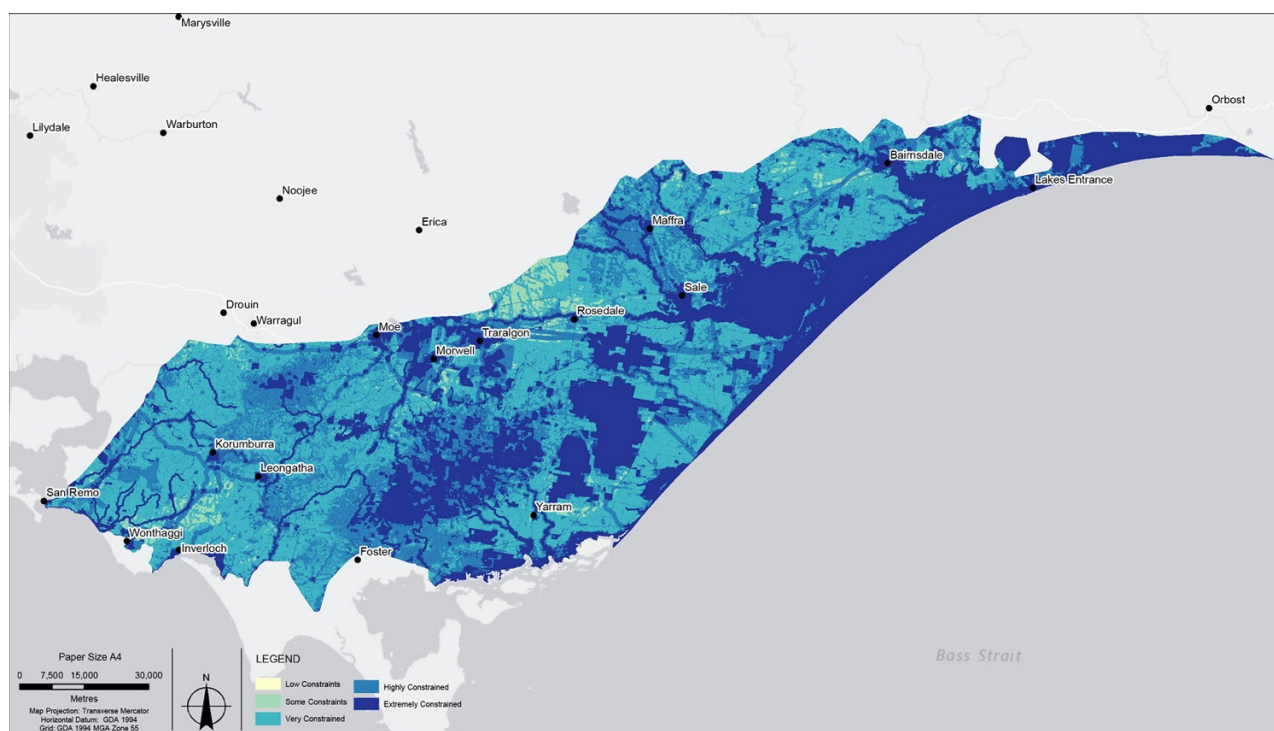 Marysville
Healesville
Lilydale
Warburton
Orbost
Noojee
Bairnsdale
Lakes Entrance
Erica
Maffra
Sale
Drouin
Warragul
Rosedale
Moe
Traralgon
Morwell
Korumburra
Leongatha
San Remo
Yarram
Wonthaggi
Inverloch
Foster
Bass Strait
Paper Size A4
0 7,500 15,000 30,000
Metres
Map Projection: Transverse Mercator
Horizontal Datum: GDA 1994
Grid: GDA 1994 MGA Zone 55
N
LEGEND
Low Constraints
Some Constraints
Very Constrained
Highly Constrained
Extremely Constrained